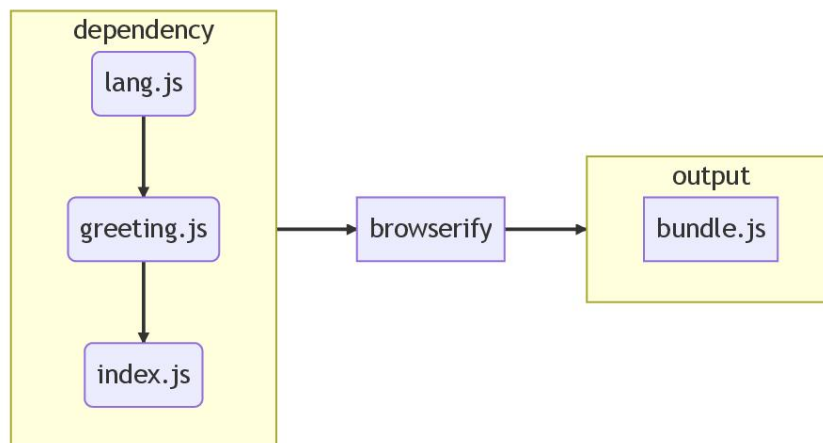 dependency
lang.js
greeting.js
index.js
browserify
output
bundle.js